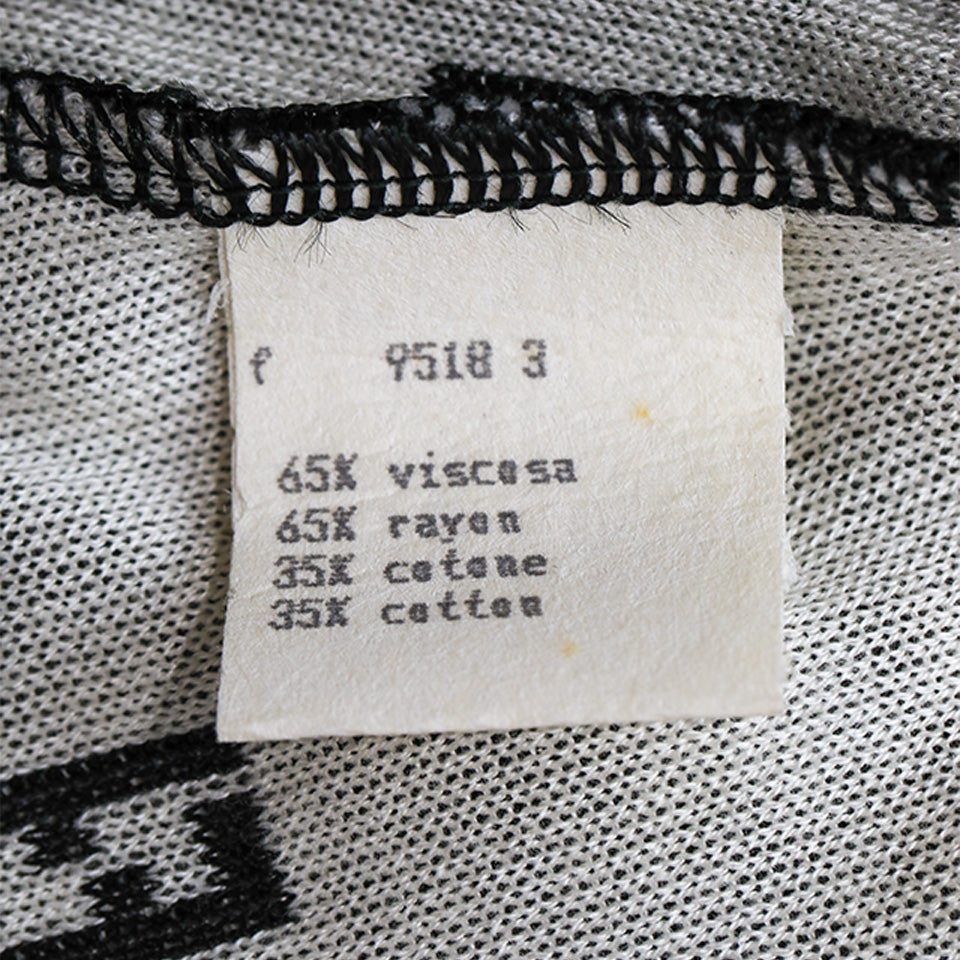 f 9518 3
65% viscosa
65% rayon
35% cotone
35% cotton